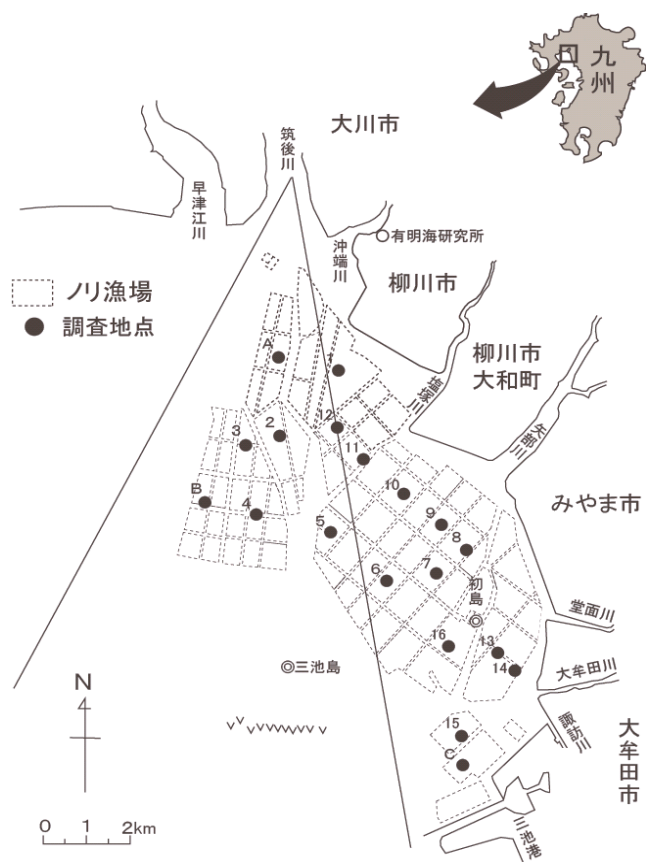 九州
大川市
筑後川
早津江川
有明海研究所
沖端川
柳川市
ノリ漁場
調査地点
柳川市
大和町
塩塚川
矢部川
みやま市
A
1
12
2
3
11
B
4
10
9
5
8
7
6
初島
堂面川
16
13
14
大牟田川
三池島
N
15
諏訪川
大牟田市
C
0 1 2km
三池港